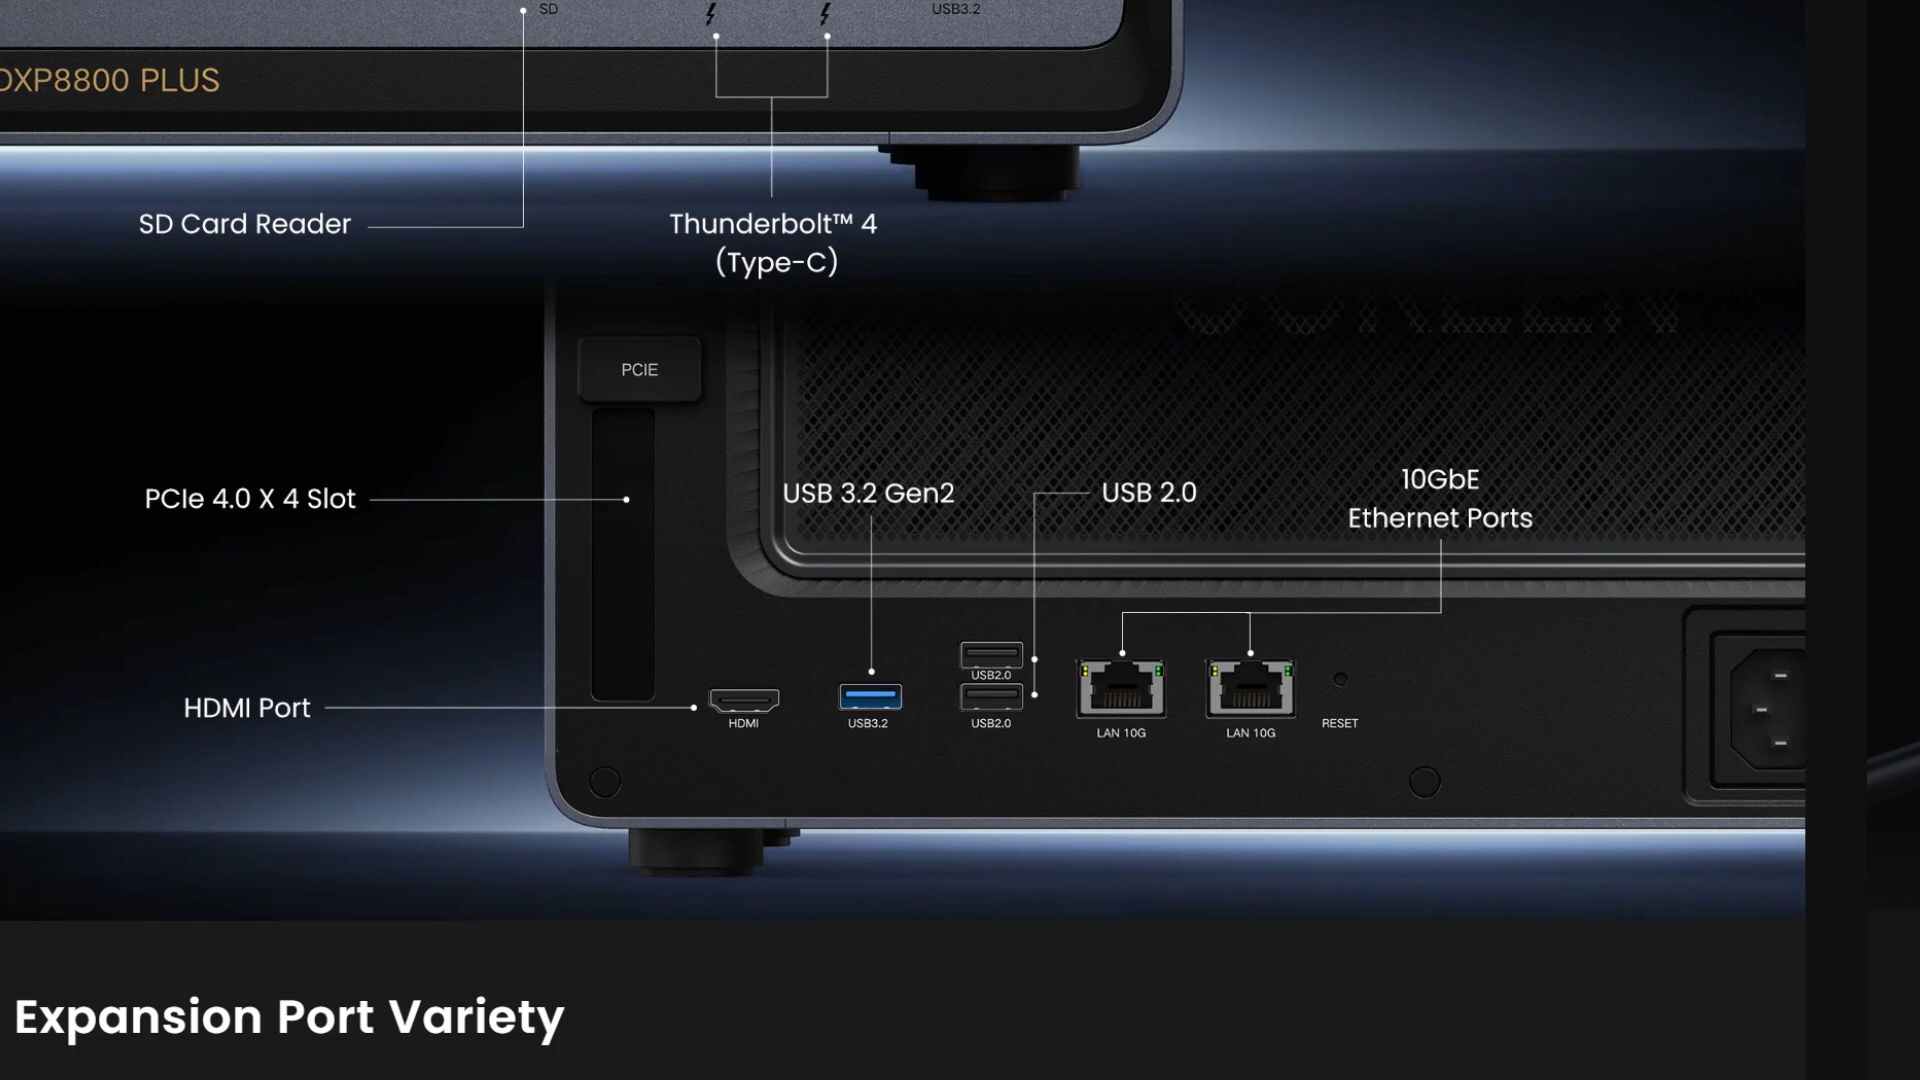 SD
USB3.2
DXP8800 PLUS
SD Card Reader
Thunderbolt™ 4
(Type-C)
PCIE
PCIe 4.0 X 4 Slot
USB 3.2 Gen2
USB 2.0
10GbE
Ethernet Ports
HDMI Port
HDMI
USB3.2
USB2.0
USB2.0
LAN 10G
LAN 10G
RESET
Expansion Port Variety